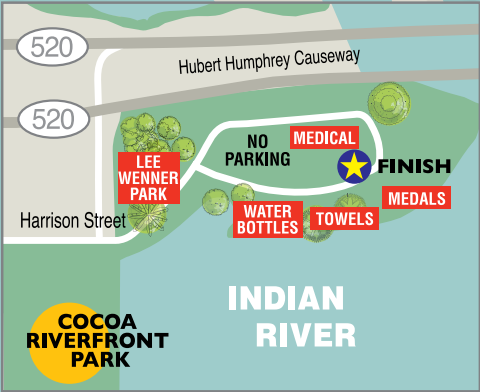 520
Hubert Humphrey Causeway
520
NO
PARKING
MEDICAL
LEE
WENNER
PARK
FINISH
MEDALS
WATER
BOTTLES
TOWELS
Harrison Street
INDIAN
RIVER
COCOA
RIVERFRONT
PARK